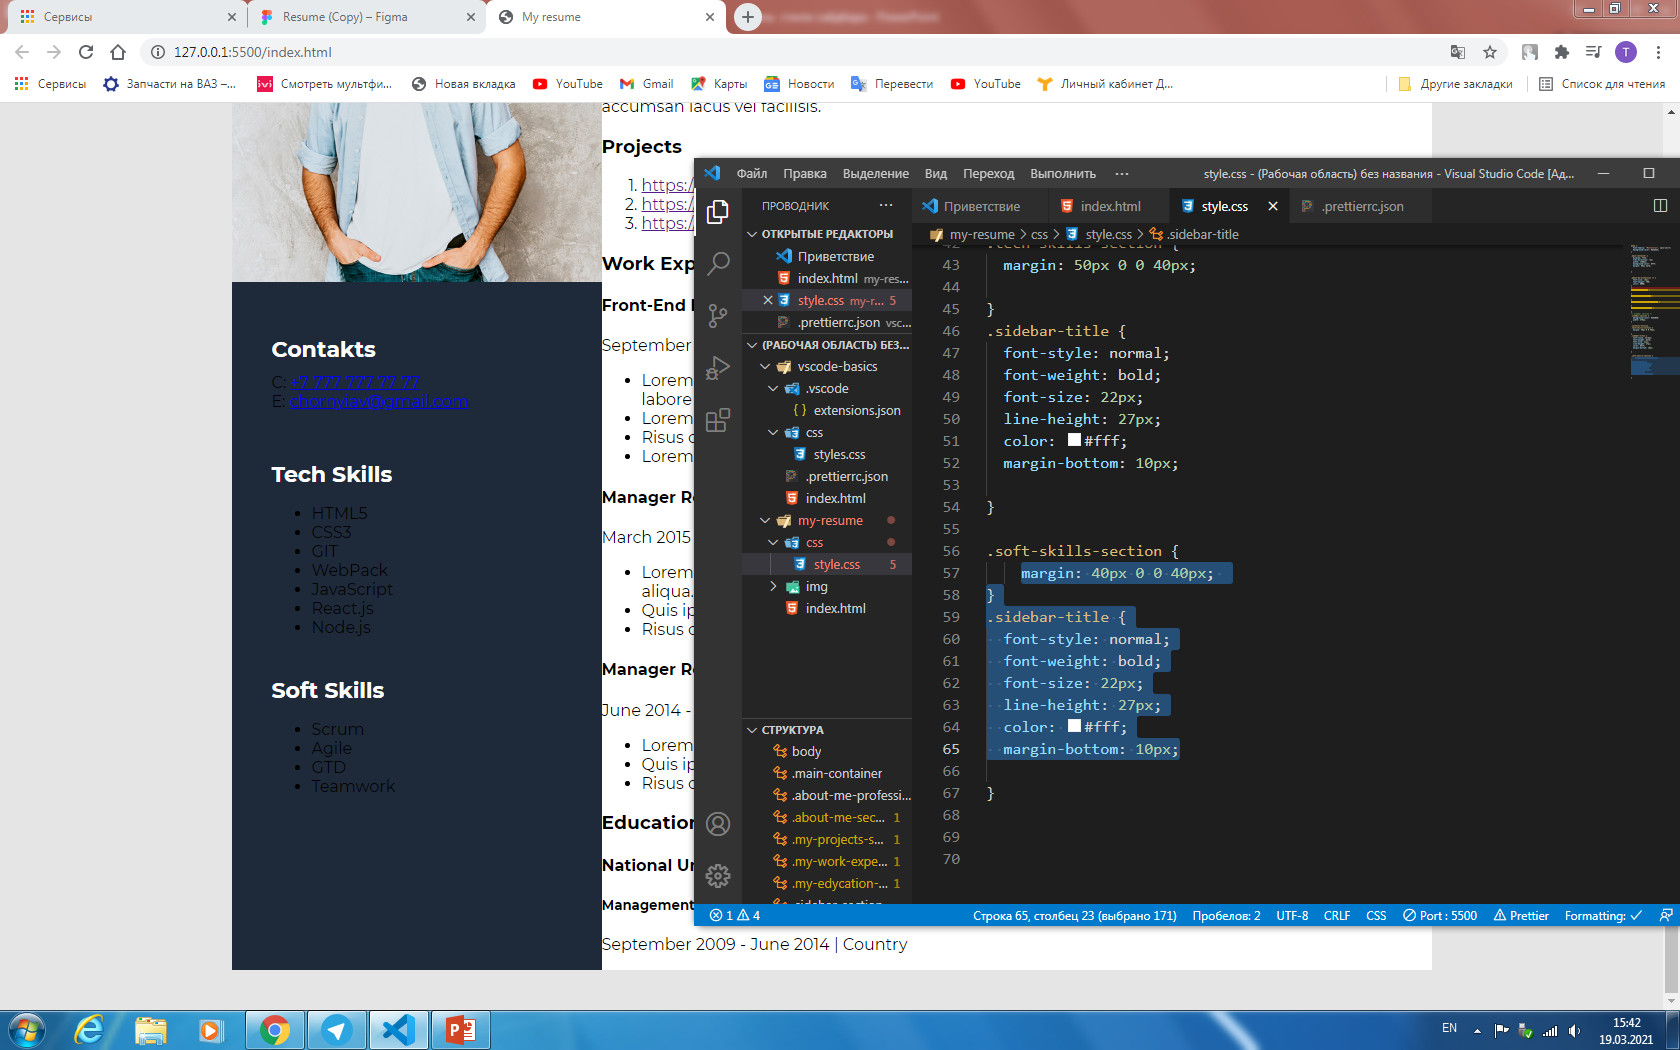 Сервисы
Resume (Copy) – Figma
My resume
127.0.0.1:5500/index.html
T
Сервисы
Запчасти на ВАЗ –...
ivi
Смотреть мультфи...
Новая вкладка
YouTube
Gmail
Карты
Новости
Перевести
YouTube
Личный кабинет Д...
Другие закладки
Список для чтения
accumsan lacus vel facilisis.
Projects
1. https:/
2. https:/
3. https:/
Work Exp
Front-End
September
Lorem
labore
Lorem
Risus
Lorem
Manager R
March 2015
Lorem
aliqua.
Quis ip
Risus
Manager R
June 2014 -
Lorem
Quis ip
Risus
Education
National Un
Management
September 2009 - June 2014 | Country
Contakts
C: +7 777 777 77 77
E: chornyiav@gmail.com
Tech Skills
HTML5
CSS3
GIT
WebPack
JavaScript
React.js
Node.js
Soft Skills
Scrum
Agile
GTD
Teamwork
Файл Правка Выделение Вид Переход Выполнить ...
style.css - (Рабочая область) без названия - Visual Studio Code [Ад...
ПРОВОДНИК ...
Приветствие
index.html
style.css
.prettierrc.json
my-resume > css > style.css > .sidebar-title
ОТКРЫТЫЕ РЕДАКТОРЫ
Приветствие
index.html my-res...
style.css my-r... 5
.prettierrc.json vsc...
(РАБОЧАЯ ОБЛАСТЬ) БЕЗ...
vscode-basics
.vscode
{} extensions.json
css
styles.css
.prettierrc.json
index.html
my-resume
css
style.css 5
img
index.html
СТРУКТУРА
body
.main-container
.about-me-professi...
.about-me-sec... 1
.my-projects-s... 1
.my-work-expe... 1
.my-edycation-... 1
.sidebar-section
42 .tech-skills-section {
43 margin: 50px 0 0 40px;
44
45 }
46 .sidebar-title {
47 font-style: normal;
48 font-weight: bold;
49 font-size: 22px;
50 line-height: 27px;
51 color: #fff;
52 margin-bottom: 10px;
53
54 }
55
56 .soft-skills-section {
57 margin: 40px 0 0 40px;
58 }
59 .sidebar-title {
60 font-style: normal;
61 font-weight: bold;
62 font-size: 22px;
63 line-height: 27px;
64 color: #fff;
65 margin-bottom: 10px;
66
67 }
68
69
70
1 4
Строка 65, столбец 23 (выбрано 171) Пробелов: 2 UTF-8 CRLF CSS Port : 5500 Prettier Formatting:
EN
15:42
19.03.2021